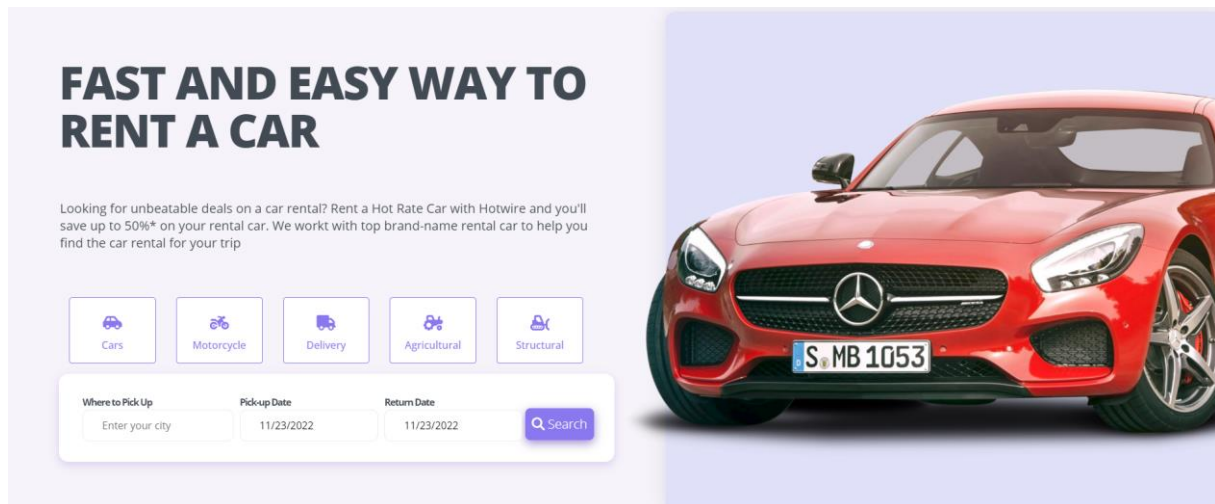 FAST AND EASY WAY TO
RENT A CAR
Looking for unbeatable deals on a car rental? Rent a Hot Rate Car with Hotwire and you'll
save up to 50%* on your rental car. We workt with top brand-name rental car to help you
find the car rental for your trip
Cars
Motorcycle
Delivery
Agricultural
Structural
Where to Pick Up
Pick-up Date
Return Date
Enter your city
11/23/2022
11/23/2022
Search
S MB 1053